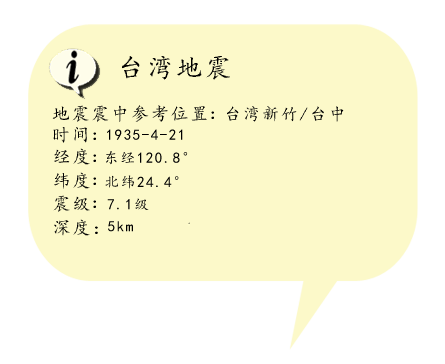 台湾地震
地震震中参考位置: 台湾新竹/台中
时间: 1935-4-21
经度: 东经120.8°
纬度: 北纬24.4°
震级: 7.1级
深度: 5km